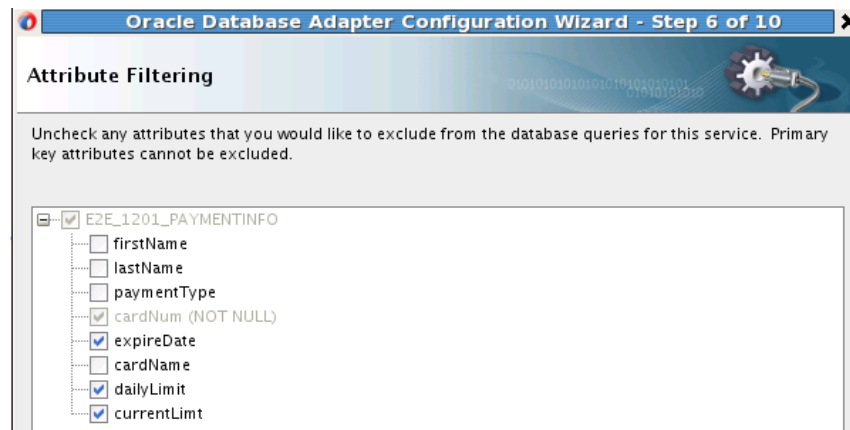 Oracle Database Adapter Configuration Wizard - Step 6 of 10
Attribute Filtering
Uncheck any attributes that you would like to exclude from the database queries for this service. Primary
key attributes cannot be excluded.
E2E_1201_PAYMENTINFO
firstName
lastName
paymentType
cardNum (NOT NULL)
expireDate
cardName
dailyLimit
currentLimt